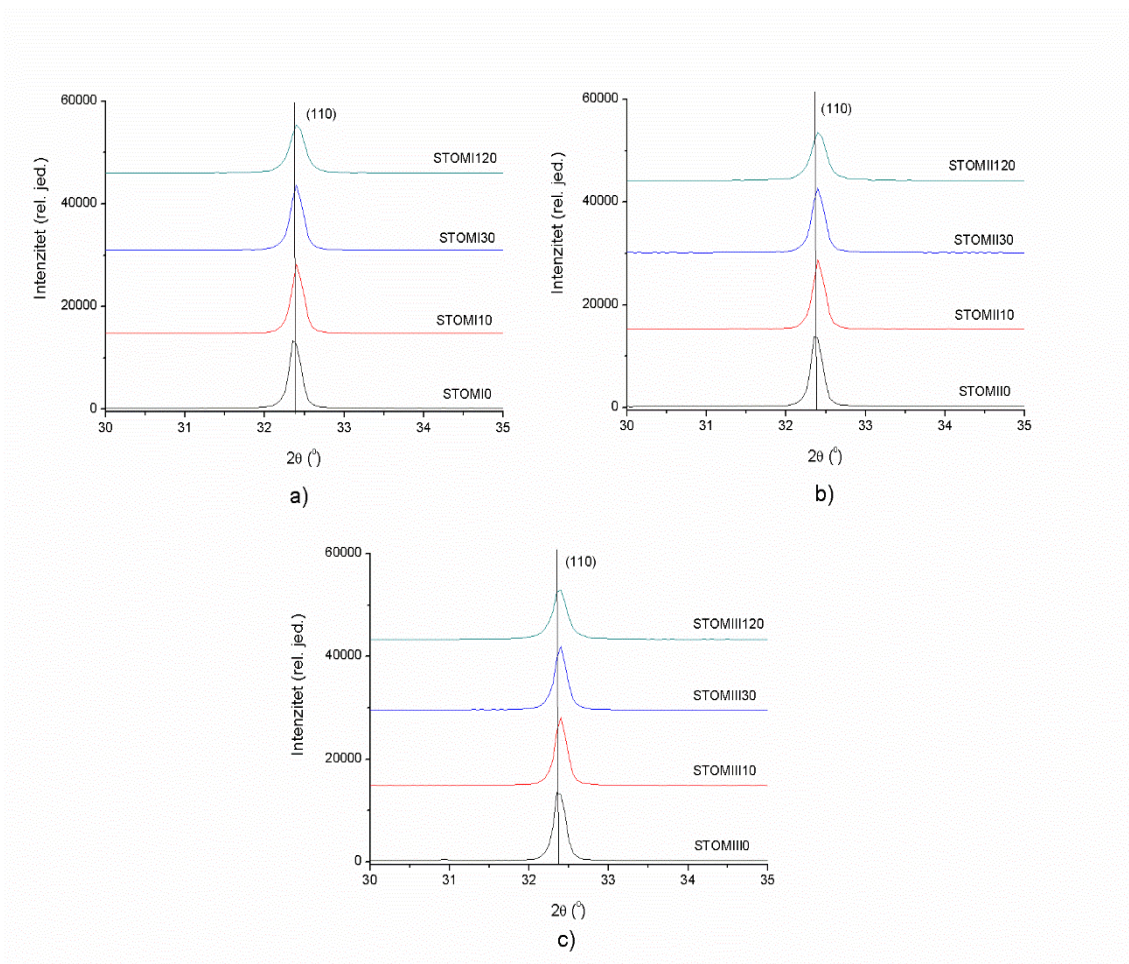 60000
(110)
STOMI120
40000
STOMI30
20000
STOMI10
STOMI0
0
30 31 32 33 34 35
Intenzitet (rel. jed.)
2θ (⁰)
a)
60000
(110)
STOMII120
40000
STOMII30
20000
STOMII10
STOMII0
0
30 31 32 33 34 35
Intenzitet (rel. jed.)
2θ (⁰)
b)
60000
(110)
STOMIII120
40000
STOMIII30
20000
STOMIII10
STOMIII0
0
30 31 32 33 34 35
Intenzitet (rel. jed.)
2θ (⁰)
c)